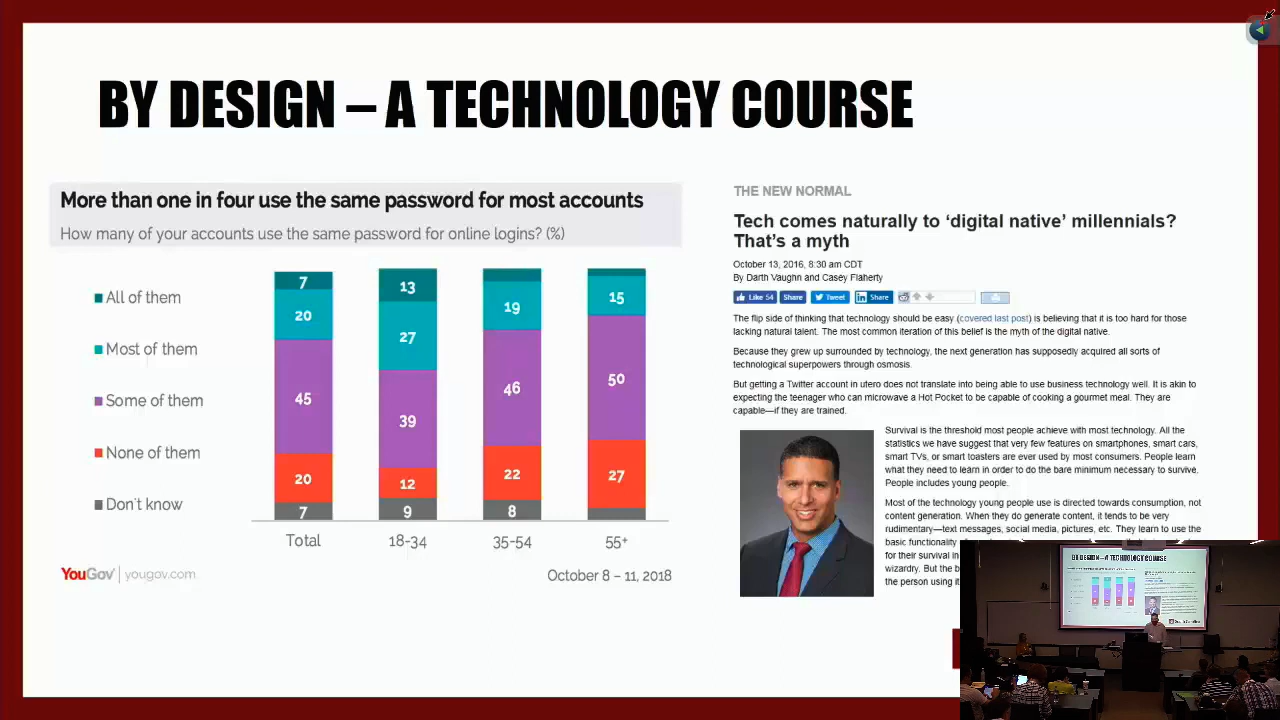 BY DESIGN – A TECHNOLOGY COURSE
More than one in four use the same password for most accounts
How many of your accounts use the same password for online logins? (%)
All of them
Most of them
Some of them
None of them
Don't know
7
20
45
20
7
13
27
39
12
9
19
46
22
8
15
50
27
Total
18-34
35-54
55+
YouGov | yougov.com
October 8 – 11, 2018
THE NEW NORMAL
Tech comes naturally to ‘digital native’ millennials?
That’s a myth
October 13, 2016, 8:30 am CDT
By Darth Vaughn and Casey Flaherty
Like 54
Share
Tweet
Share
The flip side of thinking that technology should be easy (covered last post) is believing that it is too hard for those
lacking natural talent. The most common iteration of this belief is the myth of the digital native.
Because they grew up surrounded by technology, the next generation has supposedly acquired all sorts of
technological superpowers through osmosis.
But getting a Twitter account in utero does not translate into being able to use business technology well. It is akin to
expecting the teenager who can microwave a Hot Pocket to be capable of cooking a gourmet meal. They are
capable—if they are trained.
Survival is the threshold most people achieve with most technology. All the
statistics we have suggest that very few features on smartphones, smart cars,
smart TVs, or smart toasters are ever used by most consumers. People learn
what they need to learn in order to do the bare minimum necessary to survive.
People includes young people.
Most of the technology young people use is directed towards consumption, not
content generation. When they do generate content, it tends to be very
rudimentary—text messages, social media, pictures, etc. They learn to use the
basic functionality
for their survival in
wizardry. But the b
the person using it
BY DESIGN – A TECHNOLOGY COURSE